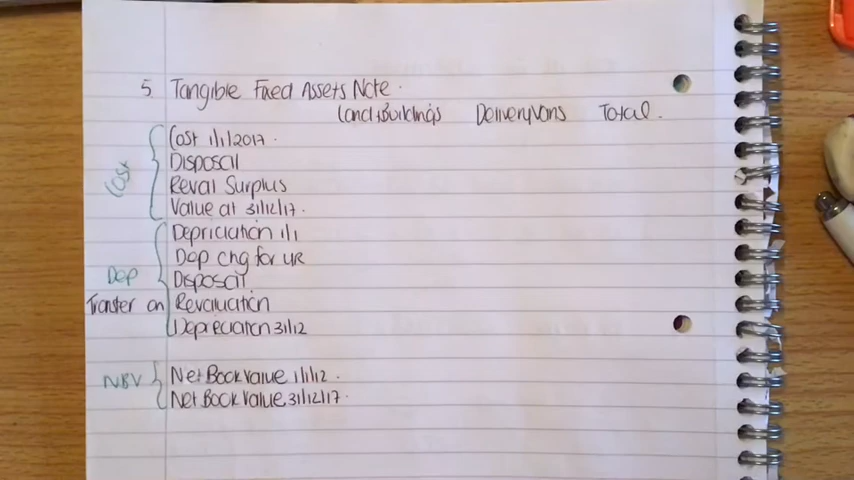 5. Tangible Fixed Assets Note.
Land & Buildings Delivery Vans Total.
Cost
Cost 1/1/2017.
Disposal
Reval Surplus
Value at 31/12/17.
Dep
Depriciation 1/1
Dep chg for YR
Disposal
Transfer on Revaluation
Depreciation 31/12
NBV
Net Book Value 1/1/12.
Net Book Value 31/12/17.